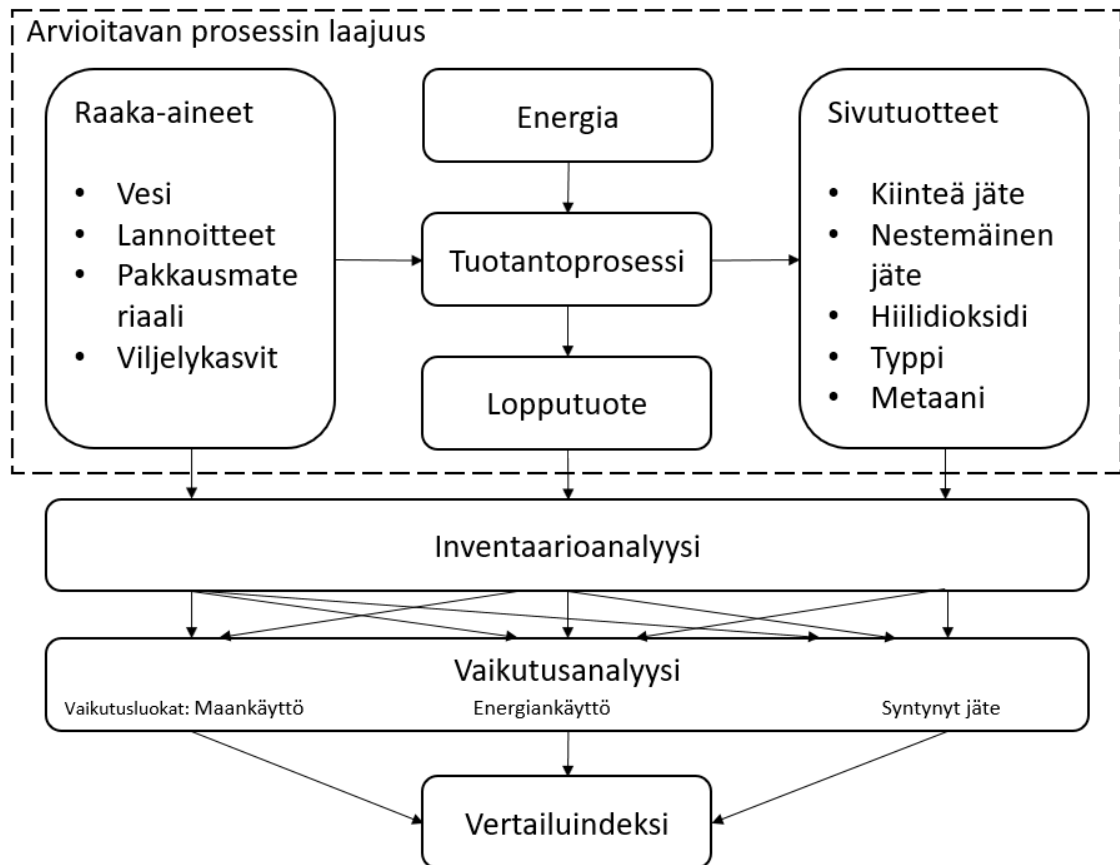 Arvioitavan prosessin laajuus
Raaka-aineet
• Vesi
• Lannoitteet
• Pakkausmate
riaali
• Viljelykasvit
Energia
Tuotantoprosessi
Lopputuote
Sivutuotteet
• Kiinteä jäte
• Nestemäinen
jäte
• Hiilidioksidi
• Typpi
• Metaani
Inventaarioanalyysi
Vaikutusanalyysi
Vaikutusluokat: Maankäyttö
Energiankäyttö
Syntynyt jäte
Vertailuindeksi